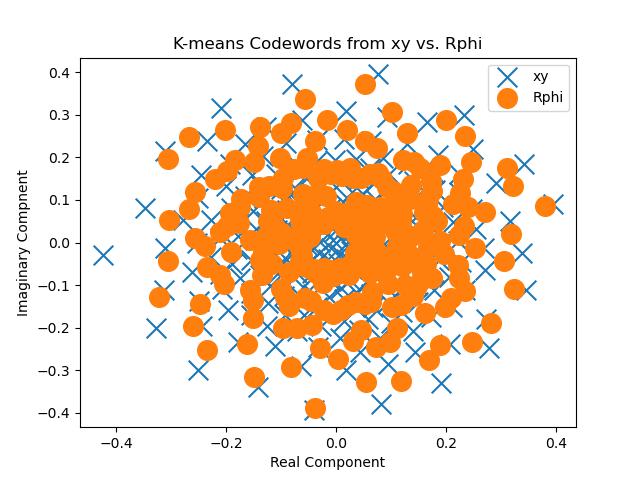 K-means Codewords from xy vs. Rphi
xy
Rphi
0.4
0.3
0.2
0.1
0.0
−0.1
−0.2
−0.3
−0.4
Imaginary Compnent
−0.4
−0.2
0.0
0.2
0.4
Real Component